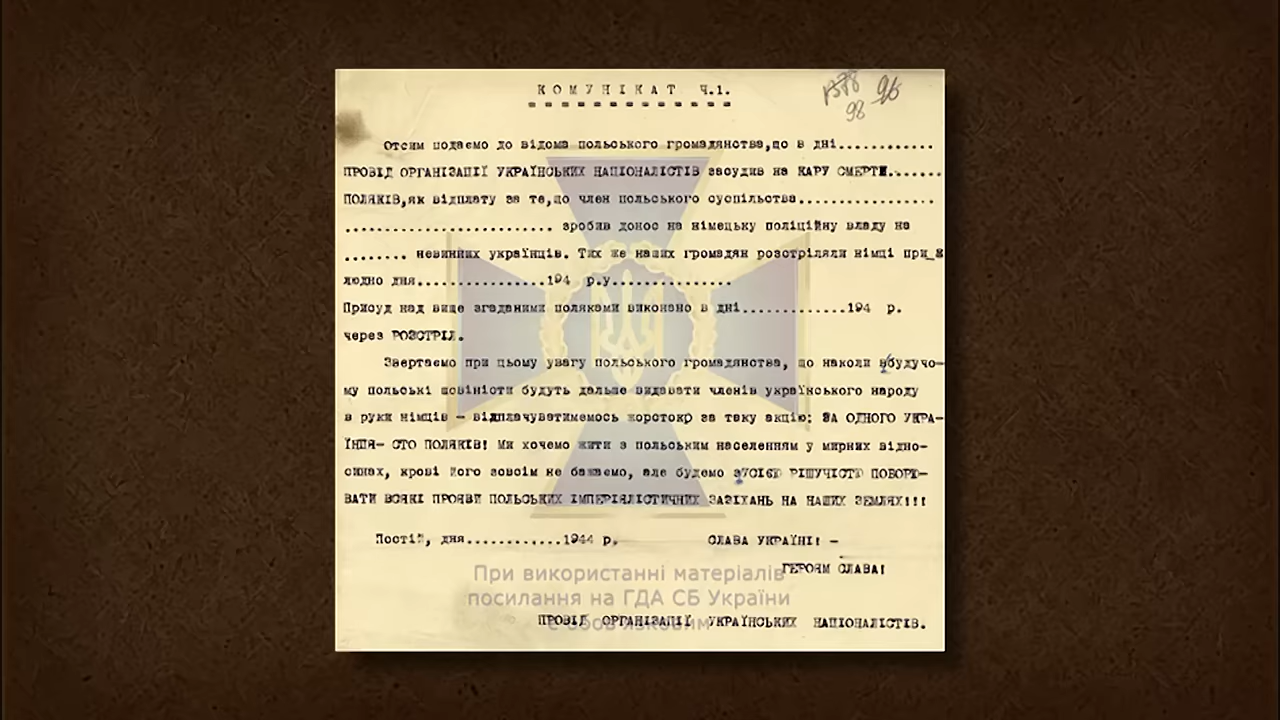 КОМУНІКАТ Ч.1.
1378 96
98
Отсим подаємо до відома польського громадянства,що в дні............
ПРОВІД ОРГАНІЗАЦІЇ УКРАЇНСЬКИХ НАЦІОНАЛІСТІВ засудив на КАРУ СМЕРТИ.......
ПОЛЯКІВ,як відплату за те,що член польського суспільства.................
.......................... зробив донос на німецьку поліційну владу на
........ невинних українців. Тих же наших громадян розстріляли німці при
людно дня................194 р.у...............
Присуд над вище згаданими поляками виконано в дні.............194 р.
через РОЗСТРІЛ.
Звертаємо при цьому увагу польського громадянства, що наколи вбудучо-
му польські шовіністи будуть дальше видавати членів українського народу
в руки німців - відплачуватимемось жорстоко за таку акцію: ЗА ОДНОГО УКРА-
ЇНЦЯ- СТО ПОЛЯКІВ! Ми хочемо жити з польським населенням у мирних відно-
синах, крові його зовсім не бажаємо, але будемо зУСІЄЮ РІШУЧІСТЮ ПОБОРЮ-
ВАТИ ВСЯКІ ПРОЯВИ ПОЛЬСЬКИХ ІМПЕРІЯЛІСТИЧНИХ ЗАЗІХАНЬ НА НАШИХ ЗЕМЛЯХ!!!
Постій, дня............1944 р. СЛАВА УКРАЇНІ! -
ГЕРОЯМ СЛАВА!
При використанні матеріалів
посилання на ГДА СБ України
є обов'язковим
ПРОВІД ОРГАНІЗАЦІЇ УКРАЇНСЬКИХ НАЦІОНАЛІСТІВ.